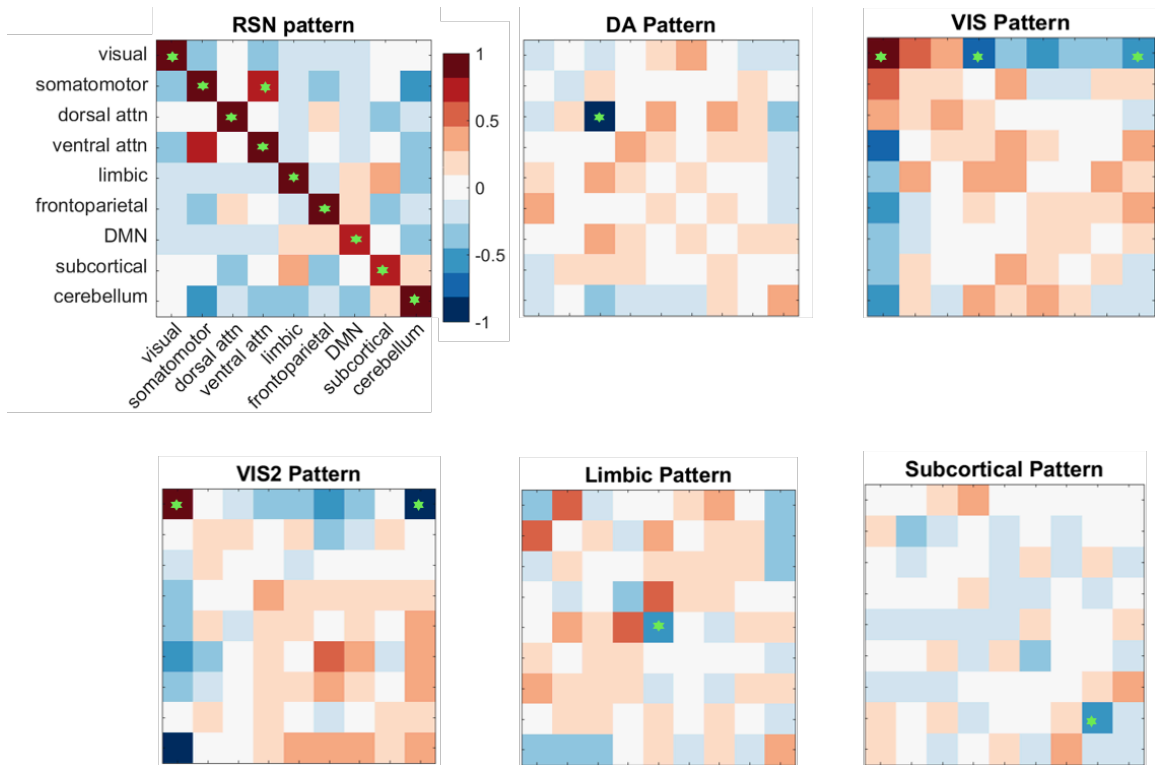 RSN pattern
DA Pattern
VIS Pattern
visual
somatomotor
dorsal attn
ventral attn
limbic
frontoparietal
DMN
subcortical
cerebellum
1
0.5
0
-0.5
-1
visual
somatomotor
dorsal attn
ventral attn
limbic
frontoparietal
DMN
subcortical
cerebellum
VIS2 Pattern
Limbic Pattern
Subcortical Pattern